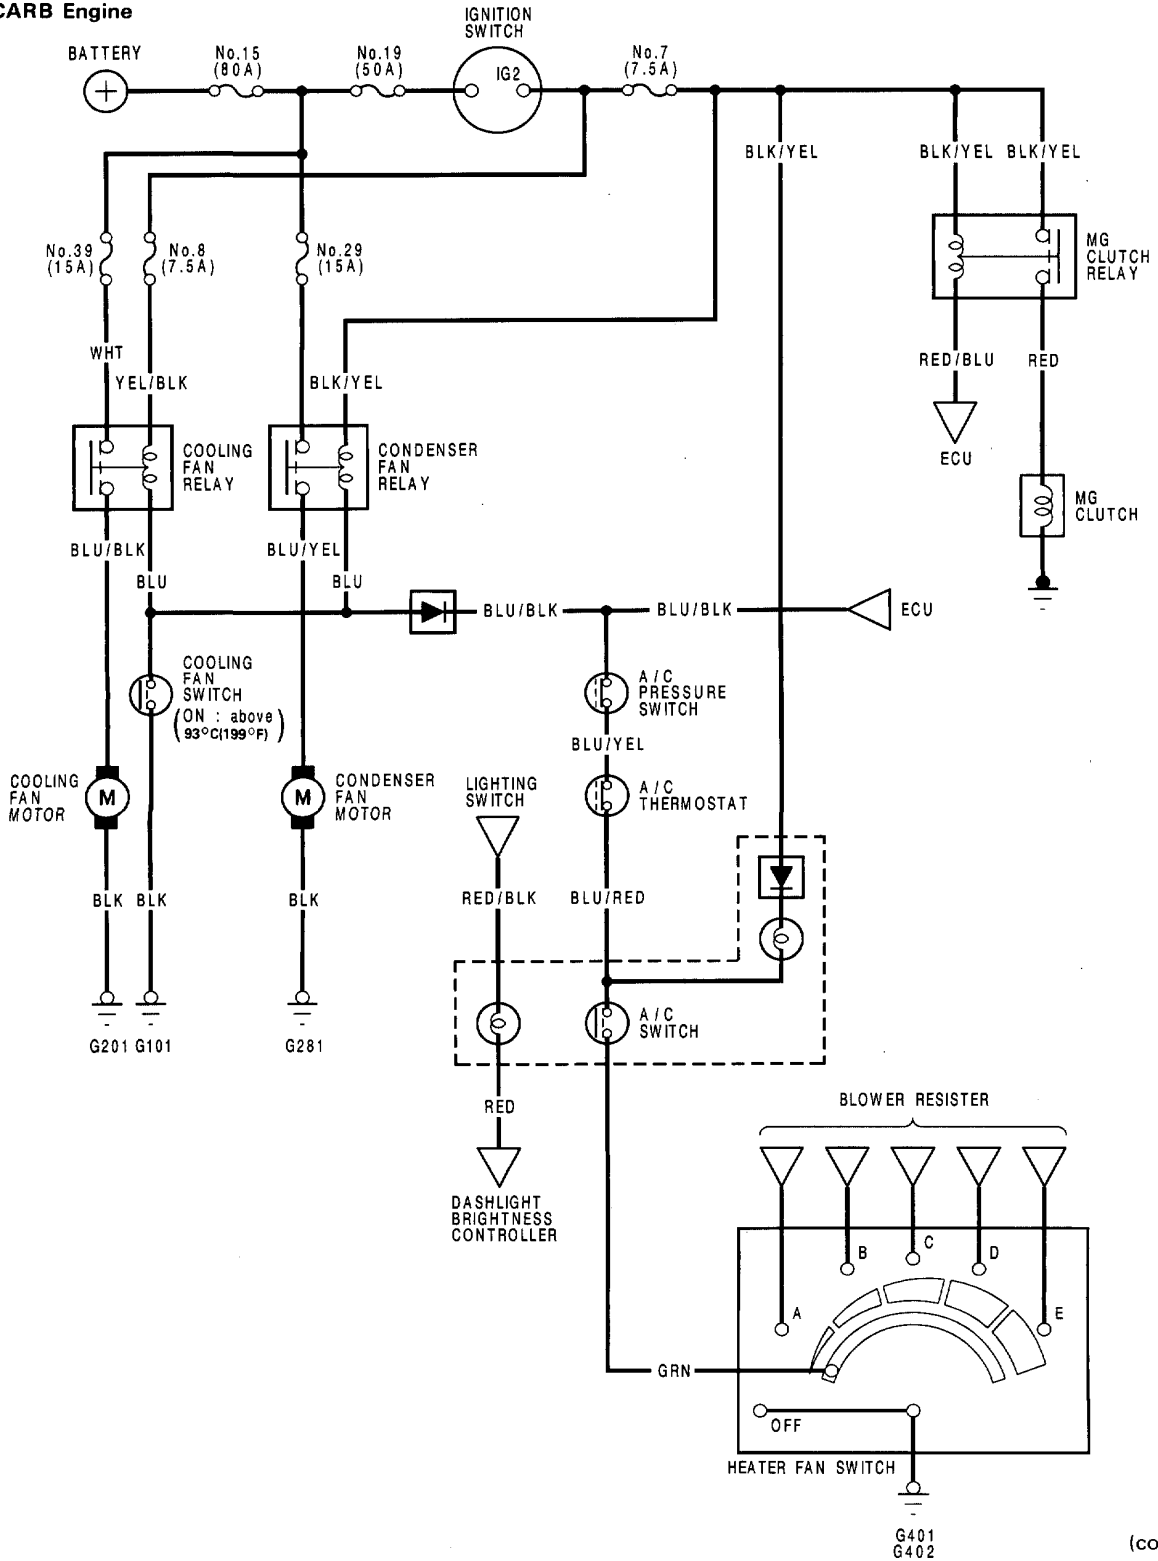 CARB Engine
IGNITION
SWITCH
BATTERY
No.15
(80A)
No.19
(50A)
IG2
No.7
(7.5A)
BLK/YEL
BLK/YEL
BLK/YEL
No.39
(15A)
No.8
(7.5A)
No.29
(15A)
MG
CLUTCH
RELAY
WHT
YEL/BLK
BLK/YEL
RED/BLU
RED
COOLING
FAN
RELAY
CONDENSER
FAN
RELAY
ECU
MG
CLUTCH
BLU/BLK
BLU/YEL
BLU
BLU
BLU/BLK
BLU/BLK
ECU
COOLING
FAN
SWITCH
(ON : above
93°C(199°F))
A/C
PRESSURE
SWITCH
BLU/YEL
COOLING
FAN
MOTOR
M
M
CONDENSER
FAN
MOTOR
LIGHTING
SWITCH
A/C
THERMOSTAT
BLK
BLK
BLK
RED/BLK
BLU/RED
G201
G101
G281
A/C
SWITCH
RED
BLOWER RESISTER
DASHLIGHT
BRIGHTNESS
CONTROLLER
A
B
C
D
E
GRN
OFF
HEATER FAN SWITCH
G401
G402
(co